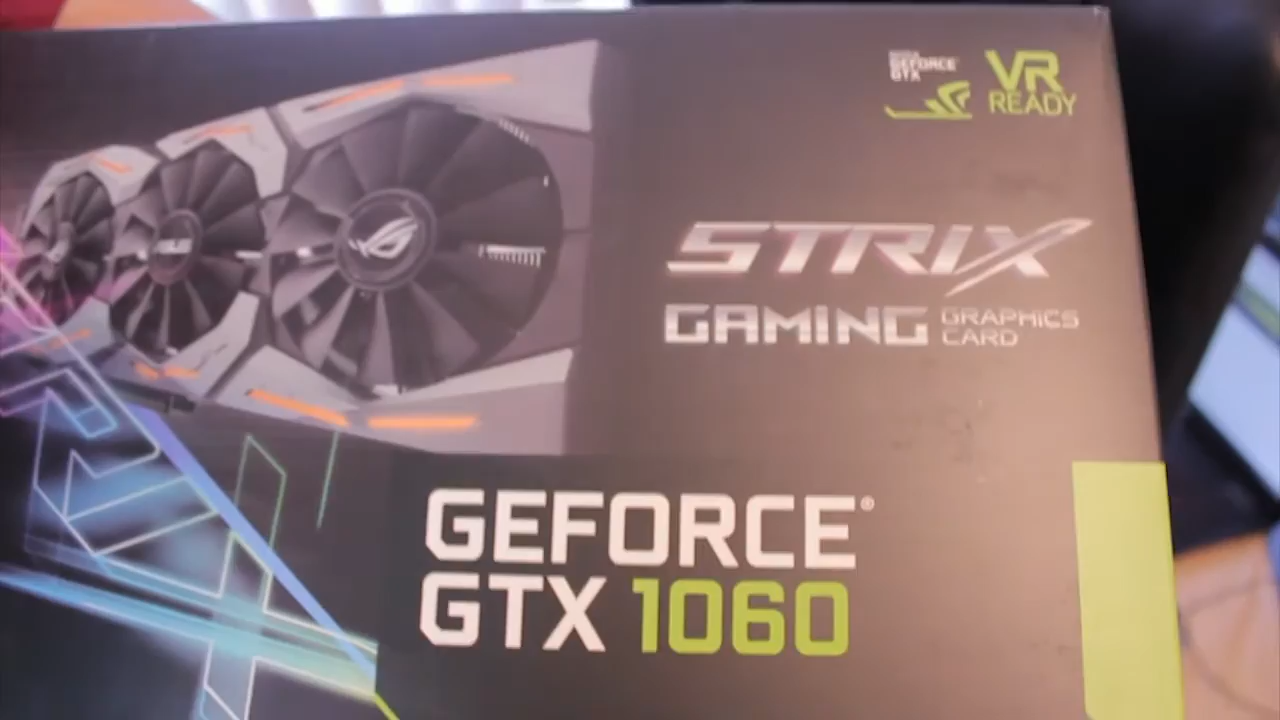 GEFORCE
GTX
VR
READY
STRIX
GAMING GRAPHICS
CARD
GEFORCE®
GTX 1060